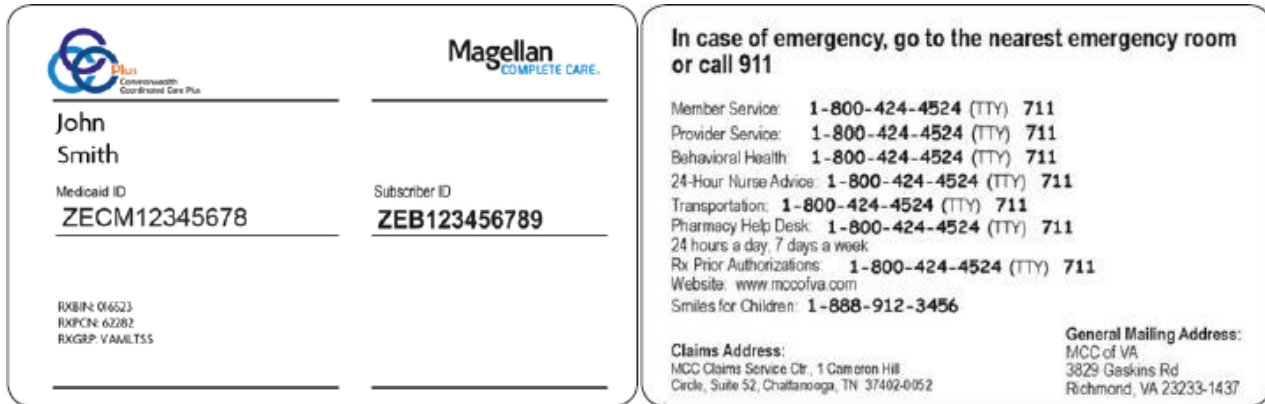 Plus
Commonwealth
Coordinated Care Plus
Magellan
COMPLETE CARE.
John
Smith
Medicaid ID
ZECM12345678
Subscriber ID
ZEB123456789
RXBIN: 016523
RXPCN: 62282
RXGRP: VAMLTSS
In case of emergency, go to the nearest emergency room
or call 911
Member Service: 1-800-424-4524 (TTY) 711
Provider Service: 1-800-424-4524 (TTY) 711
Behavioral Health: 1-800-424-4524 (TTY) 711
24-Hour Nurse Advice: 1-800-424-4524 (TTY) 711
Transportation: 1-800-424-4524 (TTY) 711
Pharmacy Help Desk: 1-800-424-4524 (TTY) 711
24 hours a day, 7 days a week
Rx Prior Authorizations: 1-800-424-4524 (TTY) 711
Website: www.mccofva.com
Smiles for Children: 1-888-912-3456
Claims Address:
MCC Claims Service Ctr., 1 Cameron Hill
Circle, Suite 52, Chattanooga, TN 37402-0052
General Mailing Address:
MCC of VA
3829 Gaskins Rd
Richmond, VA 23233-1437